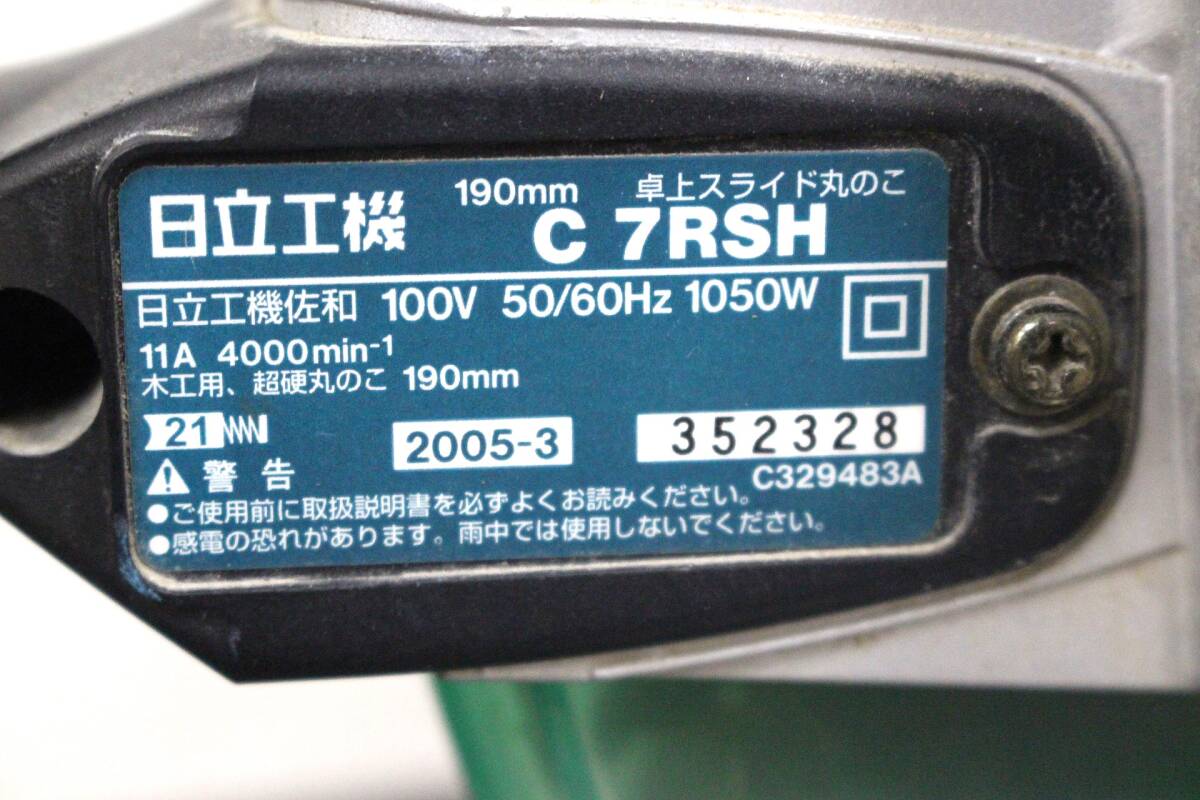 190mm 卓上スライド丸のこ
日立工機 C 7RSH
日立工機佐和 100V 50/60Hz 1050W
11A 4000min-1
木工用、超硬丸のこ 190mm
21
2005-3 352328
C329483A
警告
●ご使用前に取扱説明書を必ずよくお読みください。
●感電の恐れがあります。雨中では使用しないでください。